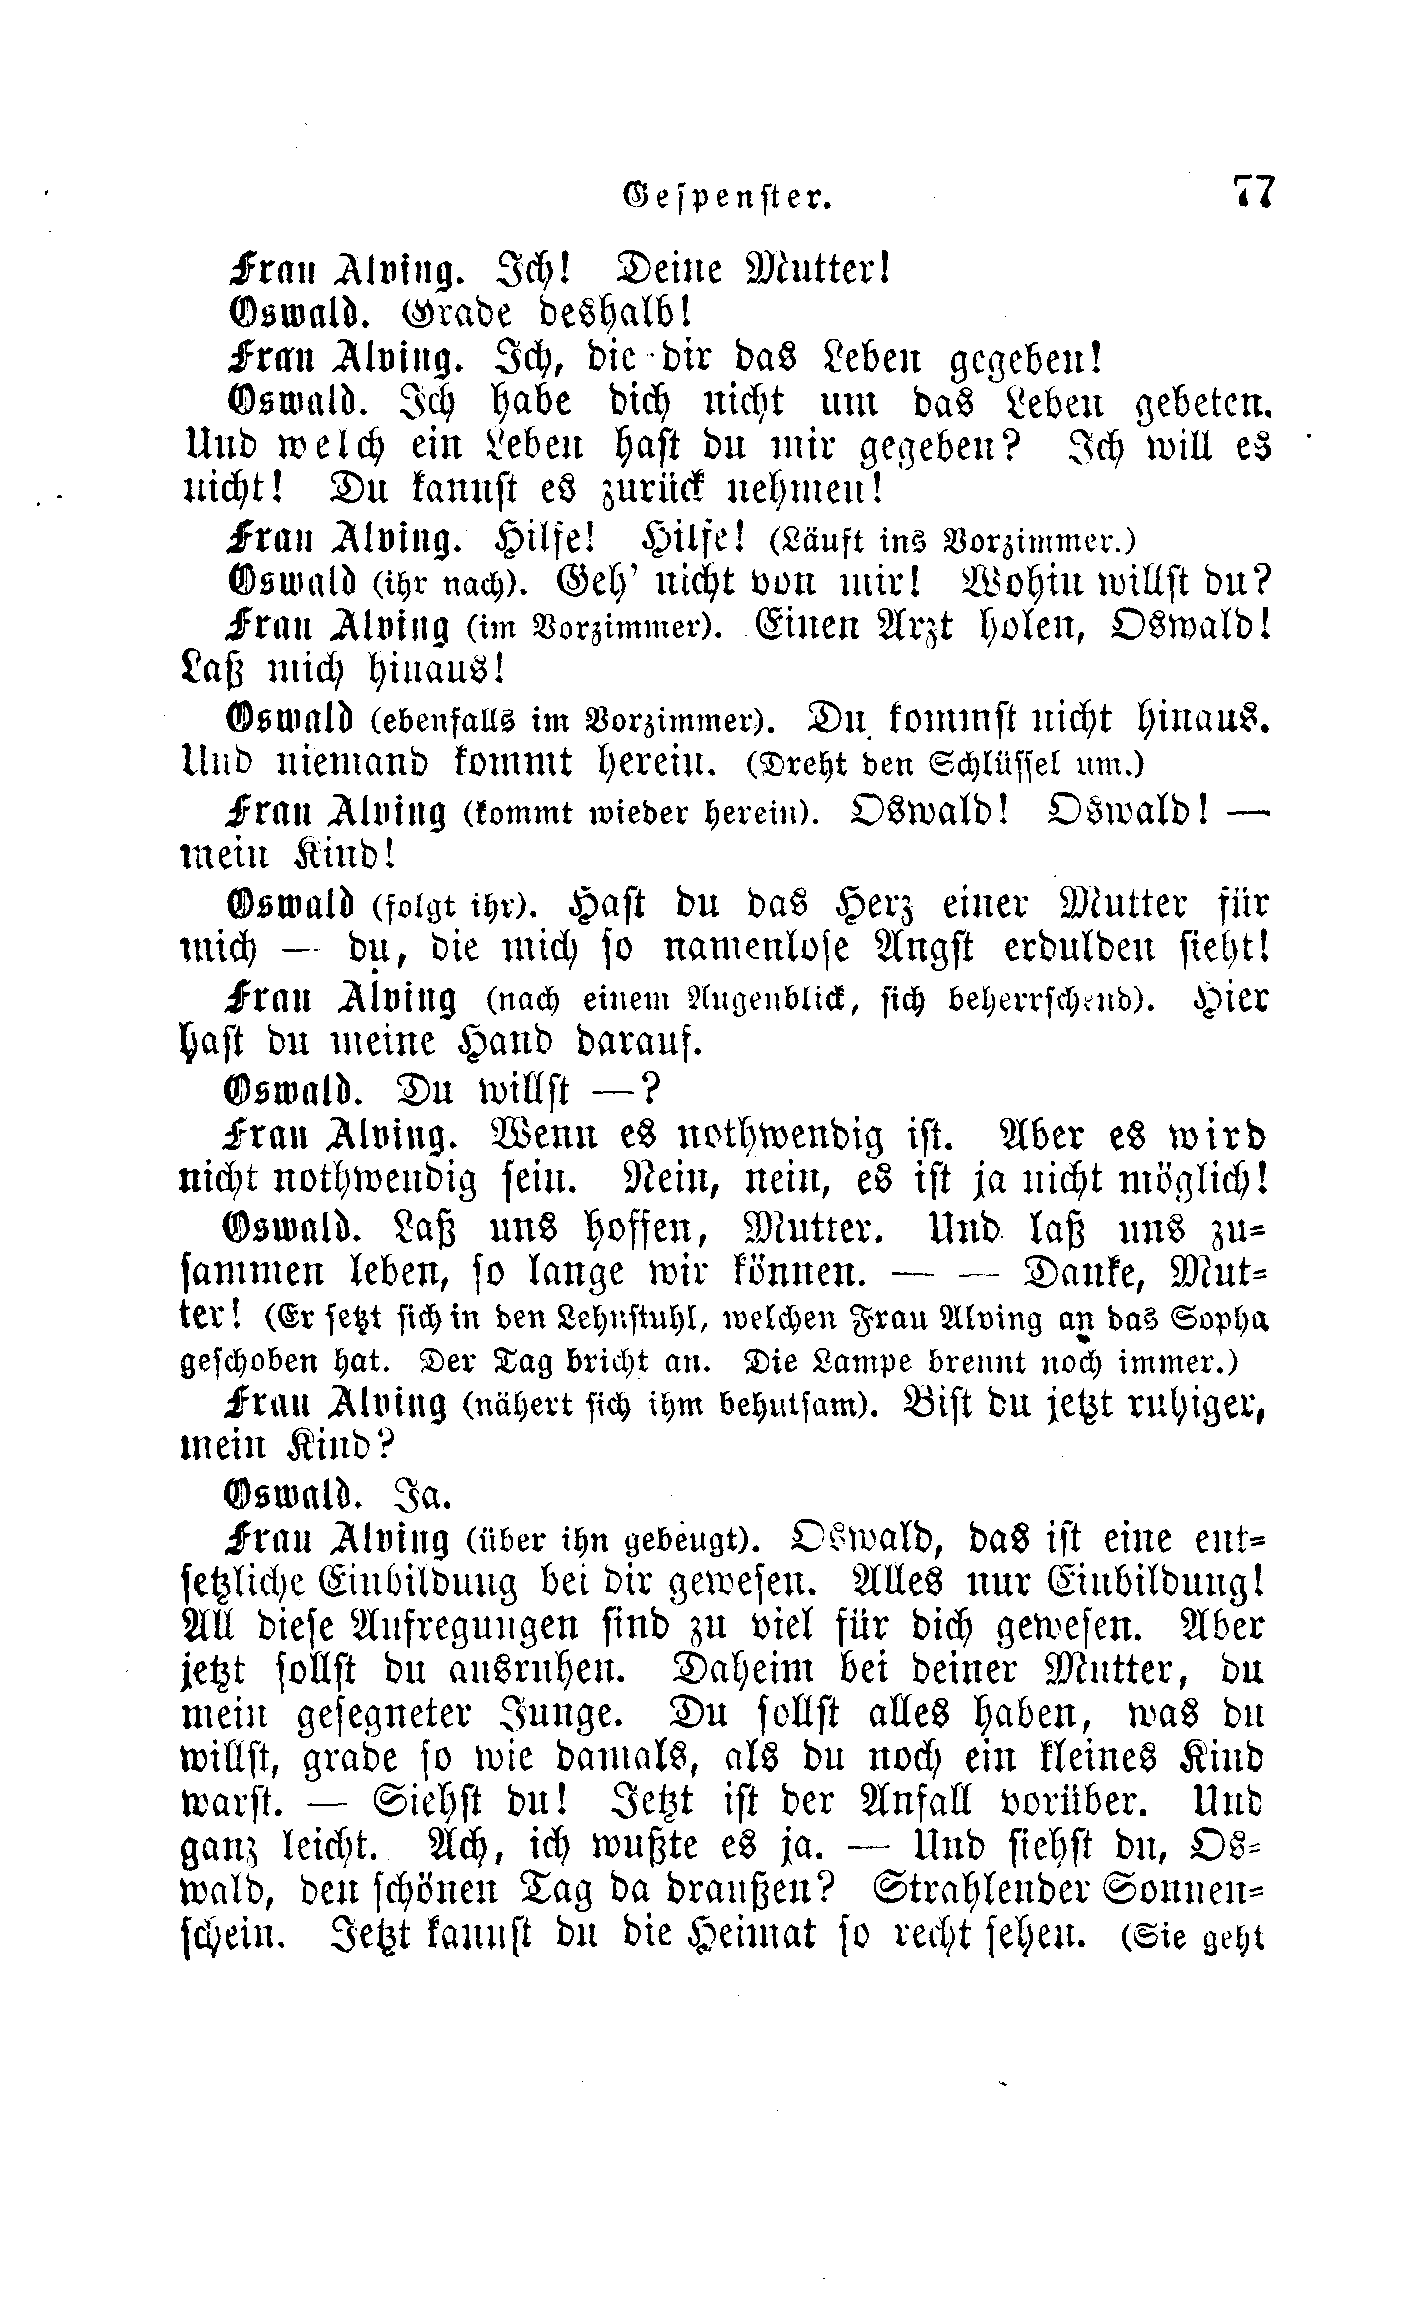 Gespenster. 77
Frau Alving. Ich! Deine Mutter!
Oswald. Grade deshalb!
Frau Alving. Ich, die dir das Leben gegeben!
Oswald. Ich habe dich nicht um das Leben gebeten.
Und welch ein Leben hast du mir gegeben? Ich will es
nicht! Du kannst es zurück nehmen!
Frau Alving. Hilfe! Hilfe! (Läuft ins Vorzimmer.)
Oswald (ihr nach). Geh' nicht von mir! Wohin willst du?
Frau Alving (im Vorzimmer). Einen Arzt holen, Oswald!
Laß mich hinaus!
Oswald (ebenfalls im Vorzimmer). Du kommst nicht hinaus.
Und niemand kommt herein. (Dreht den Schlüssel um.)
Frau Alving (kommt wieder herein). Oswald! Oswald! —
mein Kind!
Oswald (folgt ihr). Hast du das Herz einer Mutter für
mich — du, die mich so namenlose Angst erdulden sieht!
Frau Alving (nach einem Augenblick, sich beherrschend). Hier
hast du meine Hand darauf.
Oswald. Du willst —?
Frau Alving. Wenn es nothwendig ist. Aber es wird
nicht nothwendig sein. Nein, nein, es ist ja nicht möglich!
Oswald. Laß uns hoffen, Mutter. Und laß uns zu-
sammen leben, so lange wir können. — — Danke, Mut-
ter! (Er setzt sich in den Lehnstuhl, welchen Frau Alving an das Sopha
geschoben hat. Der Tag bricht an. Die Lampe brennt noch immer.)
Frau Alving (nähert sich ihm behutsam). Bist du jetzt ruhiger,
mein Kind?
Oswald. Ja.
Frau Alving (über ihn gebeugt). Oswald, das ist eine ent-
setzliche Einbildung bei dir gewesen. Alles nur Einbildung!
All diese Aufregungen sind zu viel für dich gewesen. Aber
jetzt sollst du ausruhen. Daheim bei deiner Mutter, du
mein gesegneter Junge. Du sollst alles haben, was du
willst, grade so wie damals, als du noch ein kleines Kind
warst. — Siehst du! Jetzt ist der Anfall vorüber. Und
ganz leicht. Ach, ich wußte es ja. — Und siehst du, Os-
wald, den schönen Tag da draußen? Strahlender Sonnen-
schein. Jetzt kannst du die Heimat so recht sehen. (Sie geht